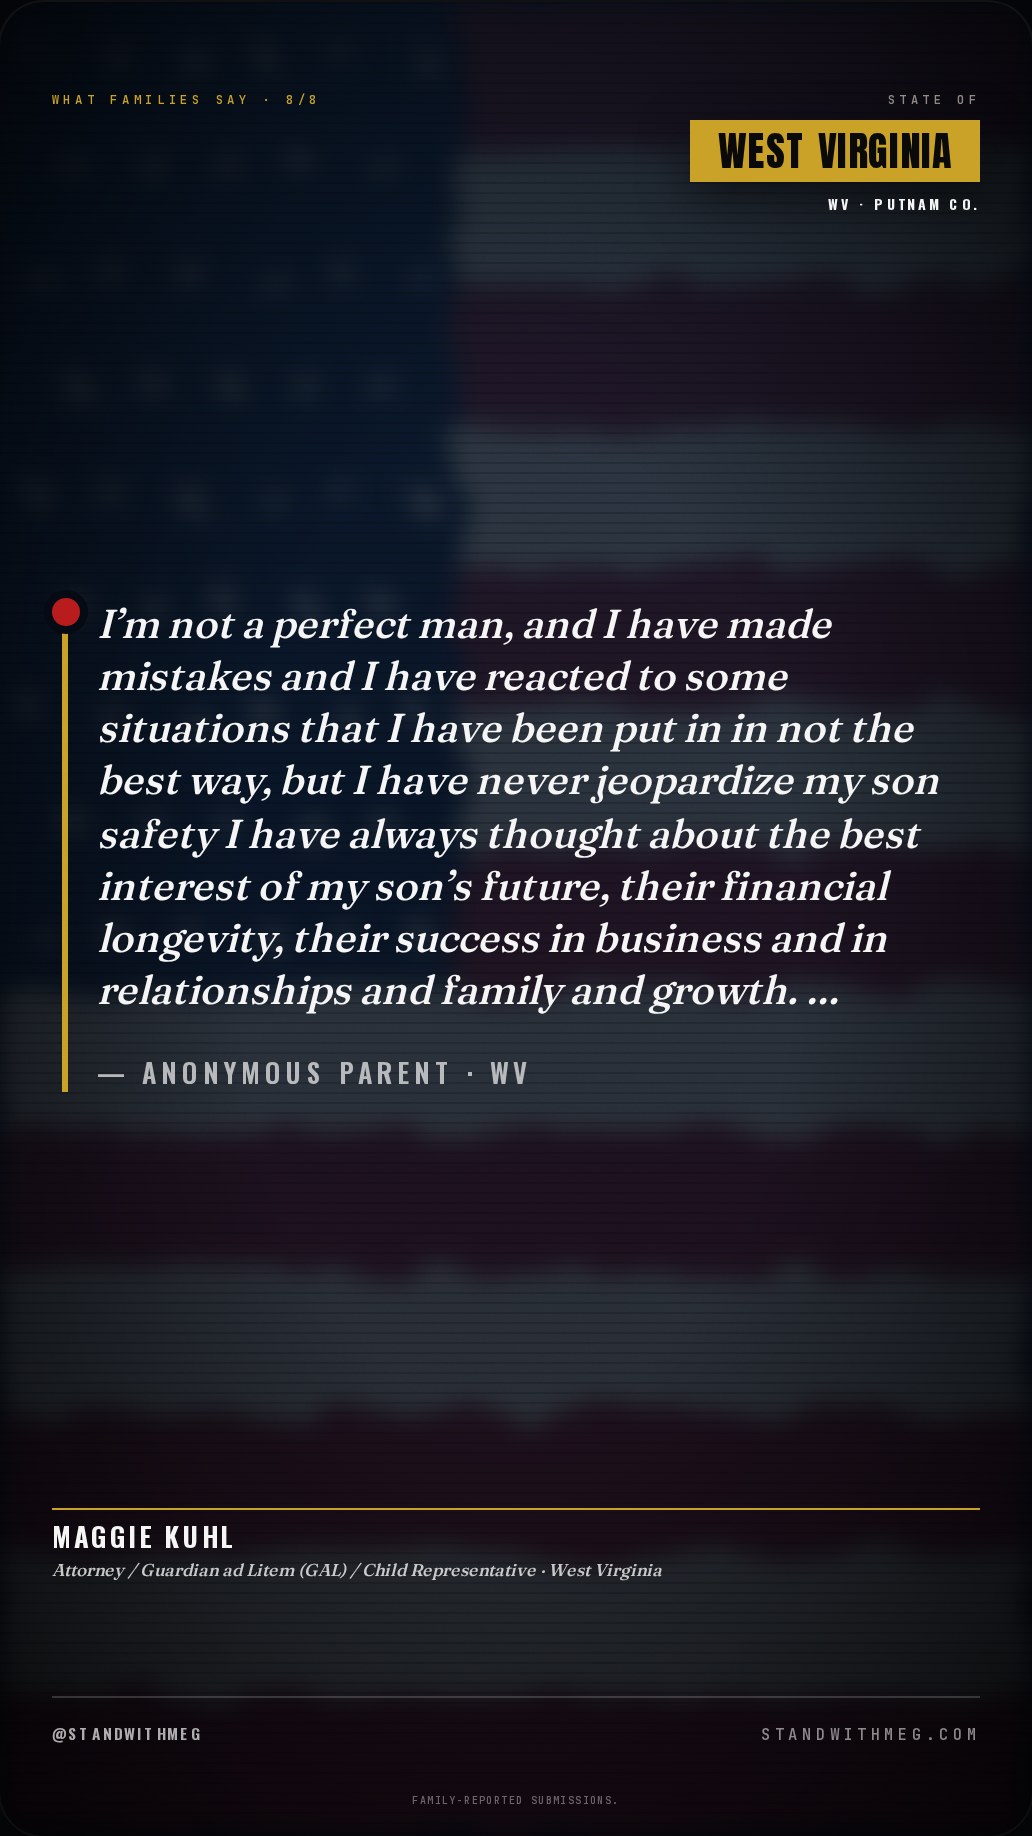 WHAT FAMILIES SAY · 8/8
STATE OF
WEST VIRGINIA
WV · PUTNAM CO.
I’m not a perfect man, and I have made
mistakes and I have reacted to some
situations that I have been put in in not the
best way, but I have never jeopardize my son
safety I have always thought about the best
interest of my son’s future, their financial
longevity, their success in business and in
relationships and family and growth. ...
— ANONYMOUS PARENT · WV
MAGGIE KUHL
Attorney / Guardian ad Litem (GAL) / Child Representative · West Virginia
@STANDWITHMEG
STANDWITHMEG.COM
FAMILY-REPORTED SUBMISSIONS.